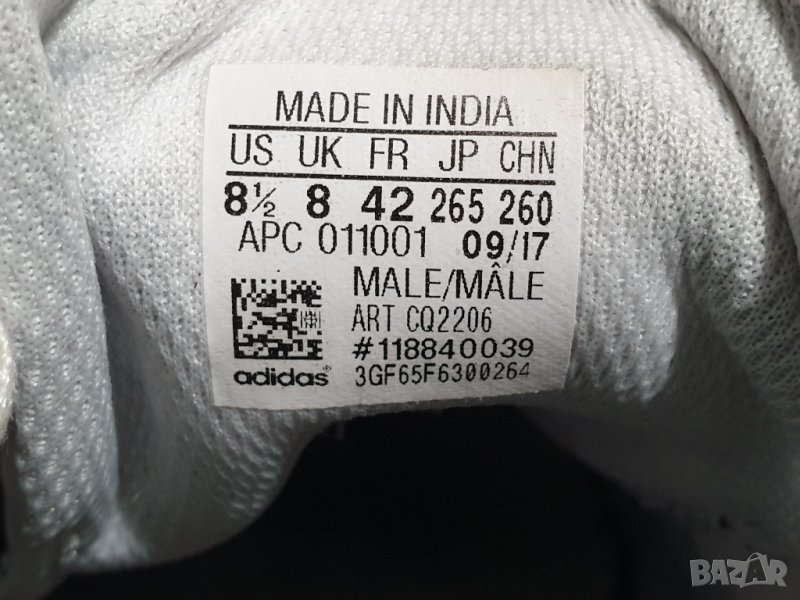 MADE IN INDIA
US UK FR JP CHN
8½ 8 42 265 260
APC 011001 09/17
MALE/MÂLE
ART CQ2206
#118840039
adidas® 3GF65F6300264
BAZAR